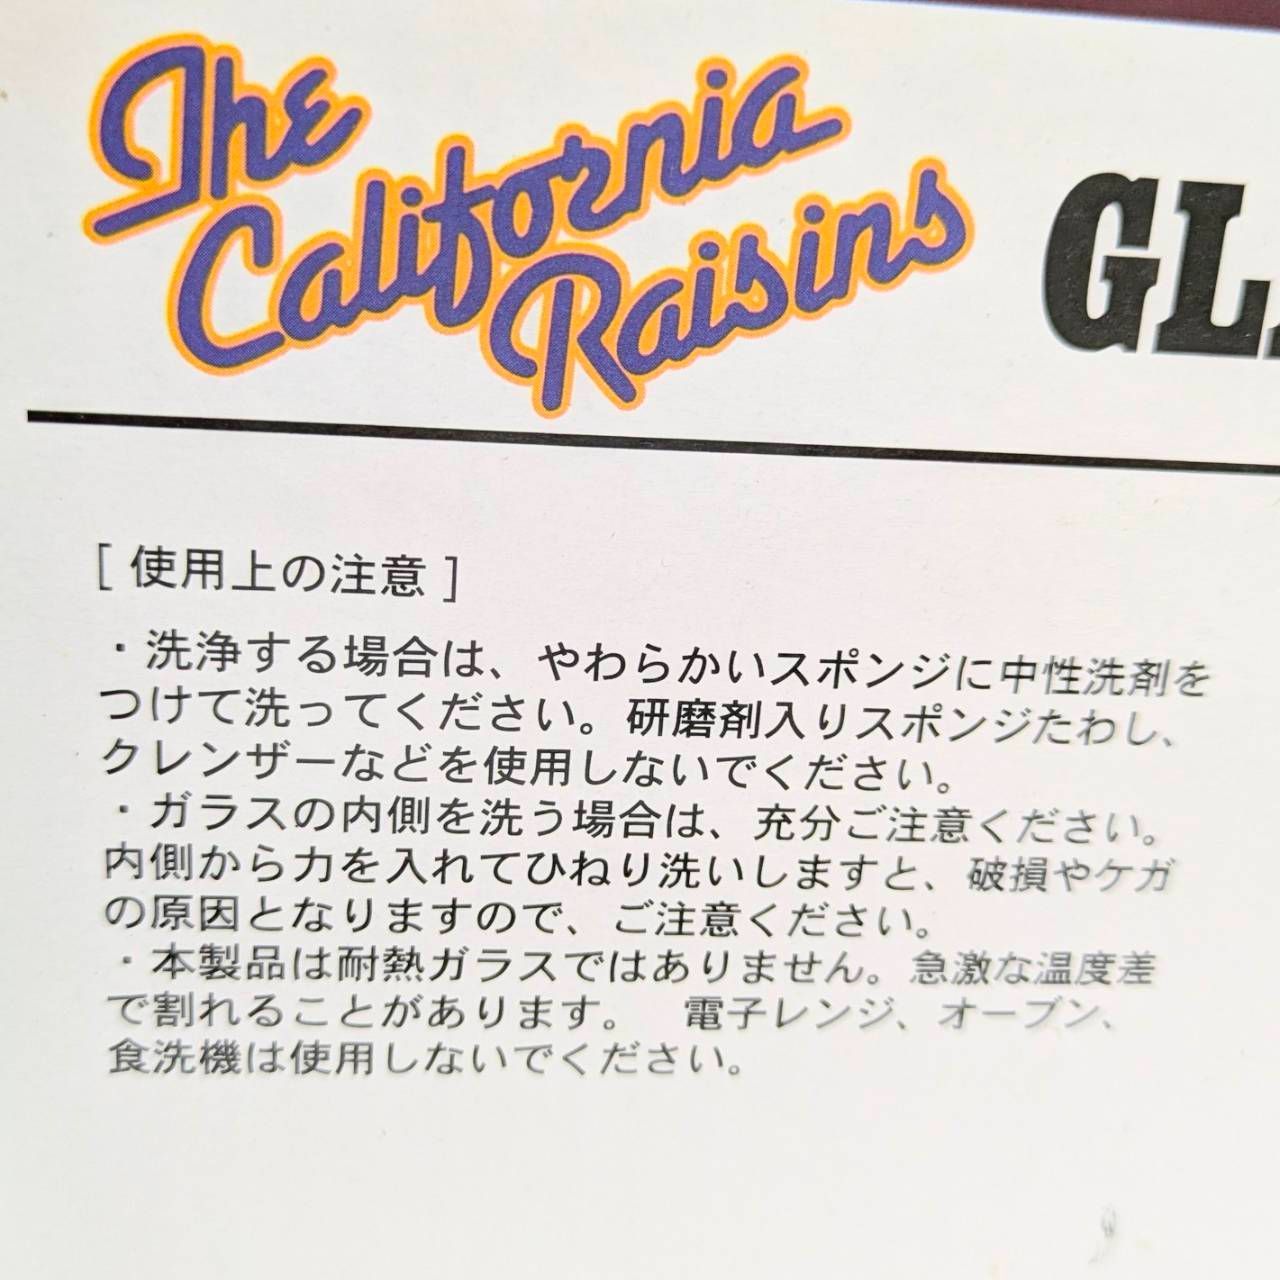 The
California
Raisins
GL
[ 使用上の注意 ]
・洗浄する場合は、やわらかいスポンジに中性洗剤を
つけて洗ってください。研磨剤入りスポンジたわし、
クレンザーなどを使用しないでください。
・ガラスの内側を洗う場合は、充分ご注意ください。
内側から力を入れてひねり洗いしますと、破損やケガ
の原因となりますので、ご注意ください。
・本製品は耐熱ガラスではありません。急激な温度差
で割れることがあります。　電子レンジ、オーブン、
食洗機は使用しないでください。